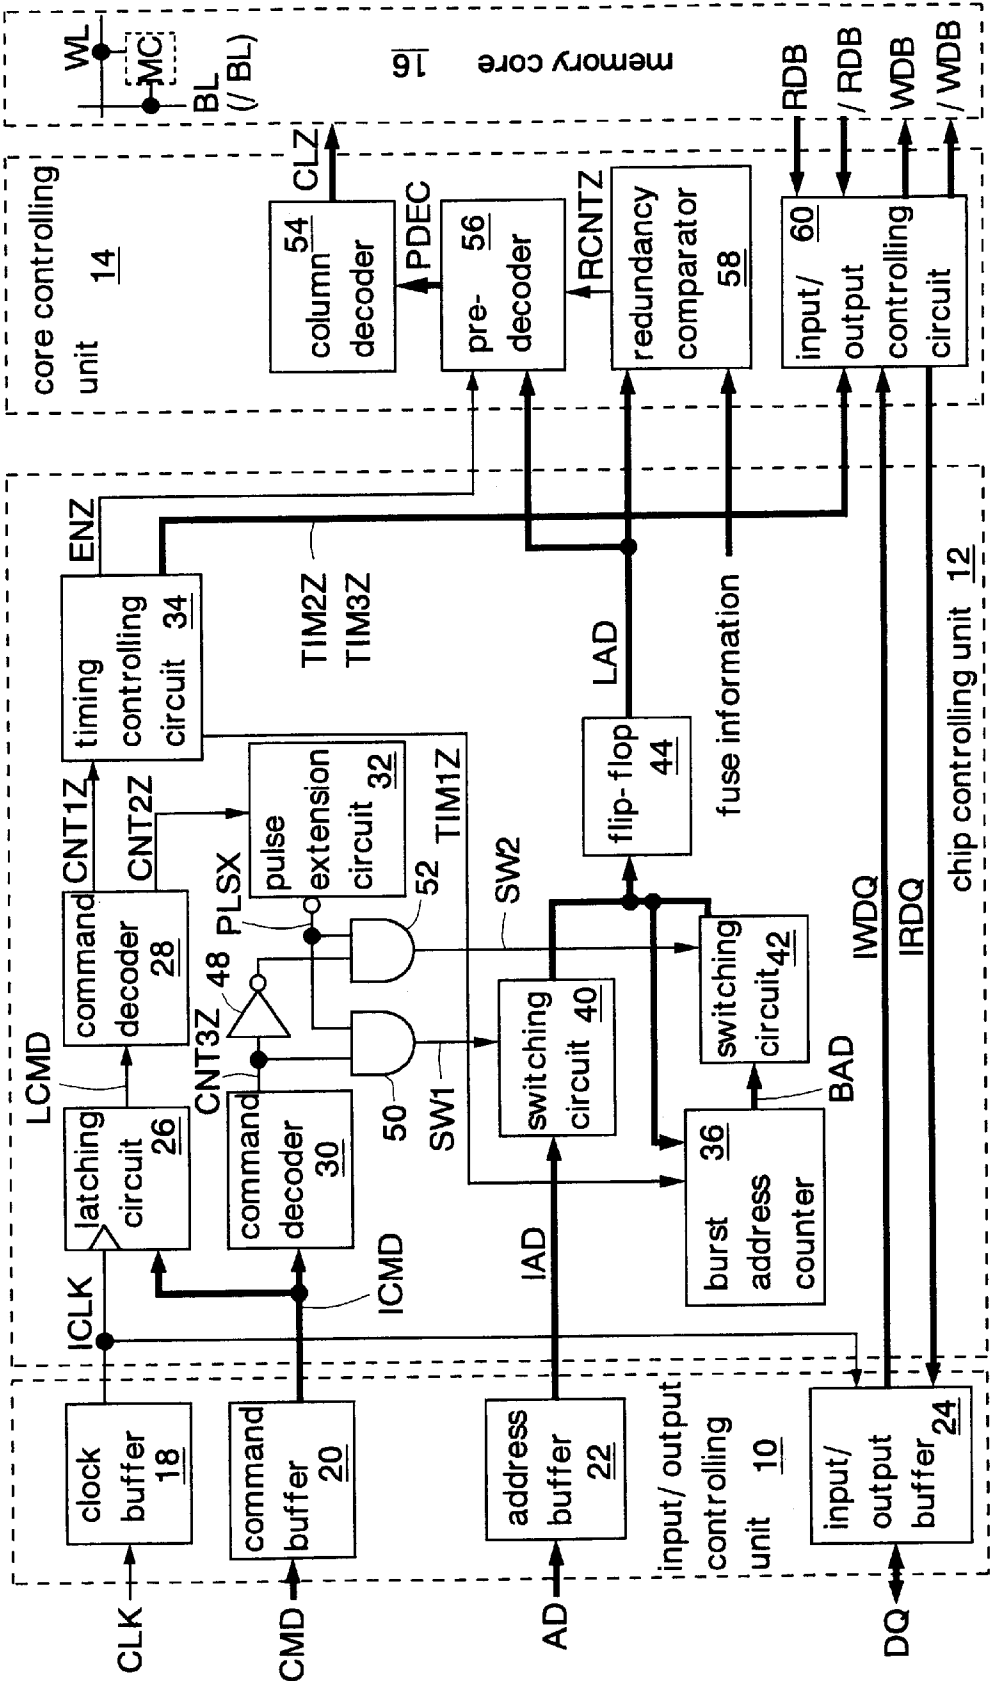 CLK
CMD
AD
DQ
clock
buffer
18
command
buffer
20
address
buffer
22
input/ output
controlling
unit 10
input/
output
buffer
24
ICLK
ICMD
IAD
latching
circuit
26
LCMD
command
decoder
28
command
decoder
30
CNT3Z
48
PLSX
50
52
SW1
SW2
CNT1Z
CNT2Z
pulse
extension
circuit
32
timing
controlling
circuit
34
TIM1Z
ENZ
TIM2Z
TIM3Z
switching
circuit
40
switching
circuit
42
burst
address
counter
36
BAD
flip-flop
44
LAD
fuse information
IWDQ
IRDQ
chip controlling unit 12
core controlling
unit 14
column
decoder
54
CLZ
PDEC
pre-
decoder
56
RCNTZ
redundancy
comparator
58
input/
output
controlling
circuit
60
WL
MC
BL
(/ BL)
memory core
16
RDB
/ RDB
WDB
/ WDB